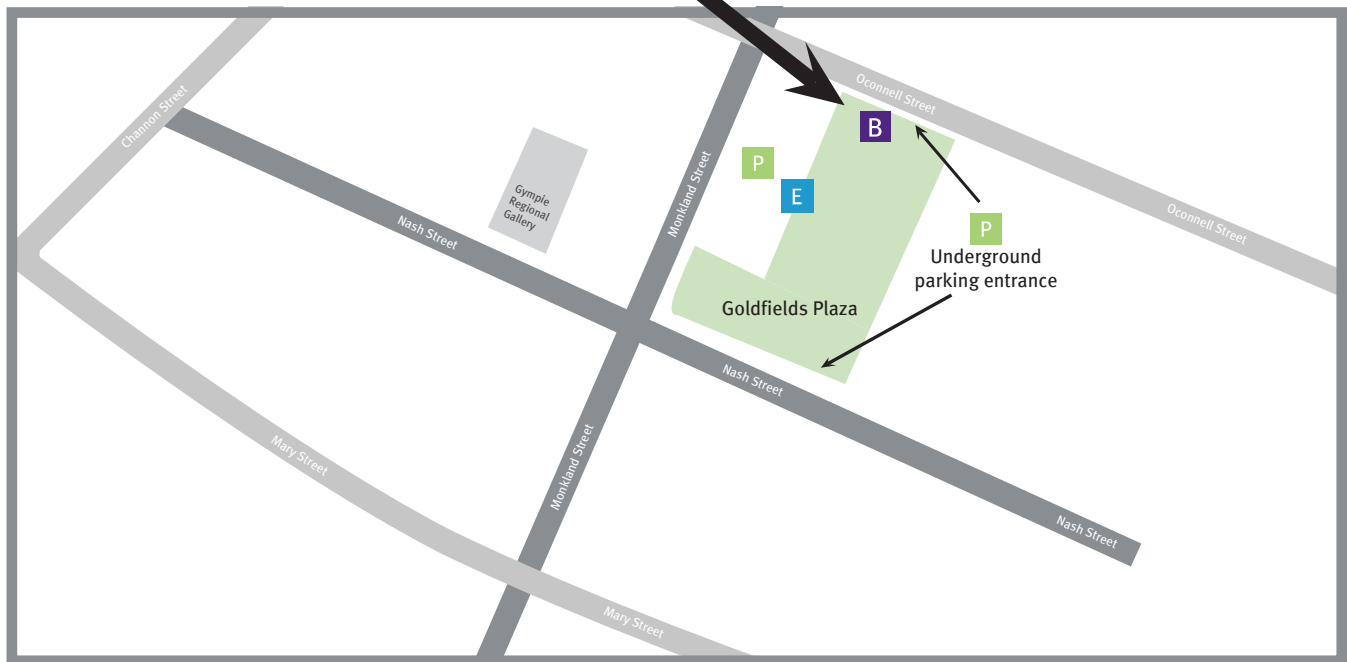 Oconnell Street
B
Channon Street
P
E
Monkland Street
Gympie
Regional
Gallery
Nash Street
Oconnell Street
P
Underground
parking entrance
Goldfields Plaza
Nash Street
Mary Street
Monkland Street
Nash Street
Mary Street